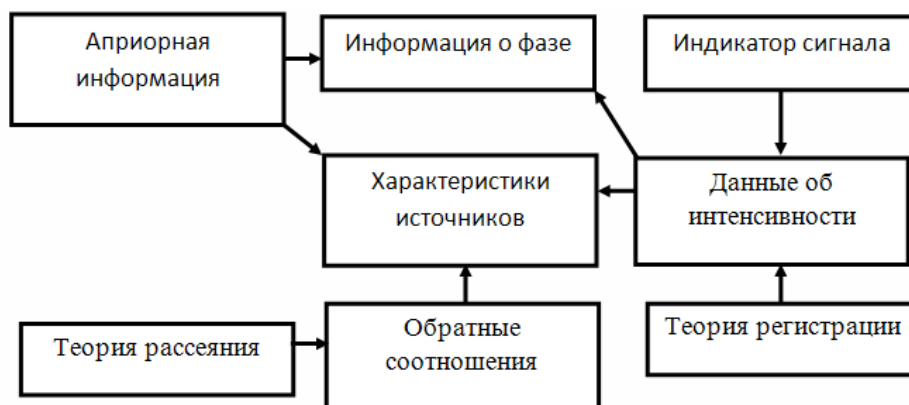 Априорная
информация
Информация о фазе
Индикатор сигнала
Характеристики
источников
Данные об
интенсивности
Теория рассеяния
Обратные
соотношения
Теория регистрации